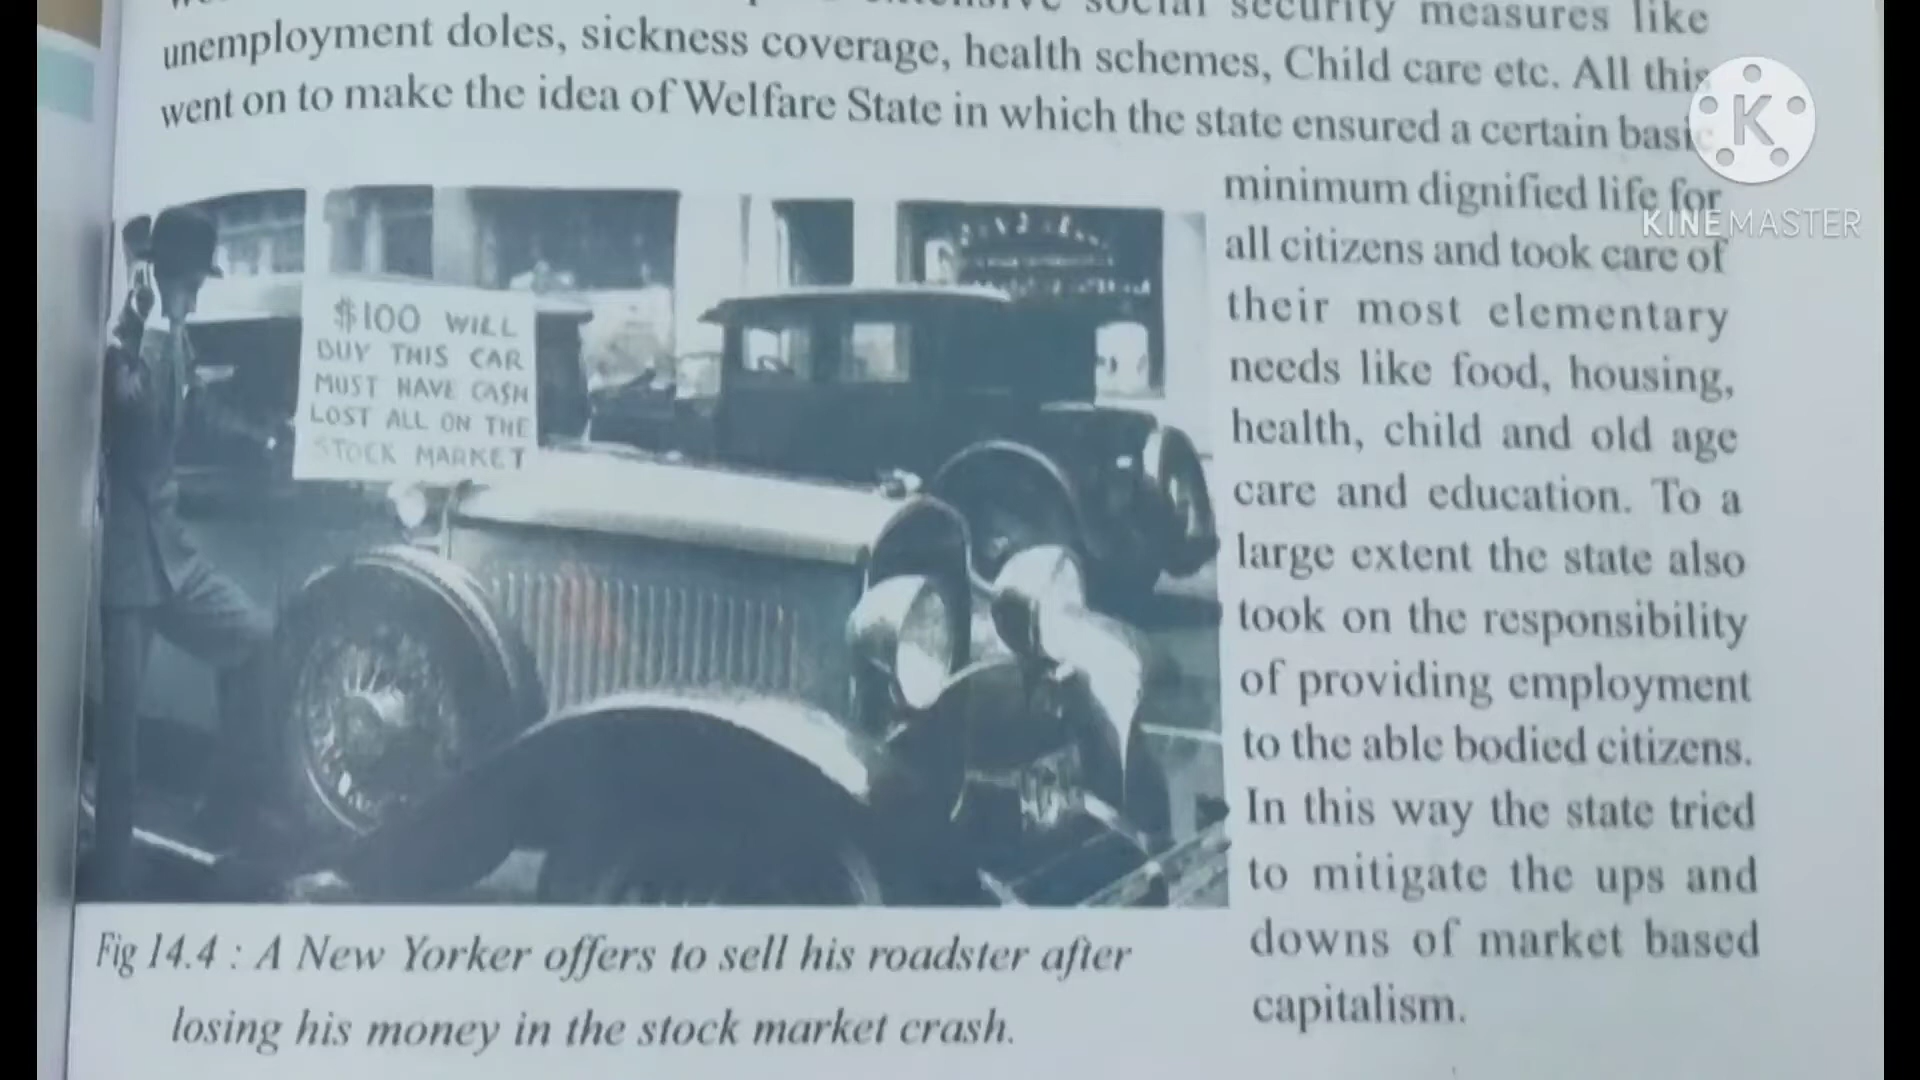 social security measures like
unemployment doles, sickness coverage, health schemes, Child care etc. All this
went on to make the idea of Welfare State in which the state ensured a certain basic
minimum dignified life for
all citizens and took care of
their most elementary
needs like food, housing,
health, child and old age
care and education. To a
large extent the state also
took on the responsibility
of providing employment
to the able bodied citizens.
In this way the state tried
to mitigate the ups and
downs of market based
capitalism.
$100 WILL
BUY THIS CAR
MUST HAVE CASH
LOST ALL ON THE
STOCK MARKET
Fig 14.4 : A New Yorker offers to sell his roadster after
losing his money in the stock market crash.
K
KINEMASTER